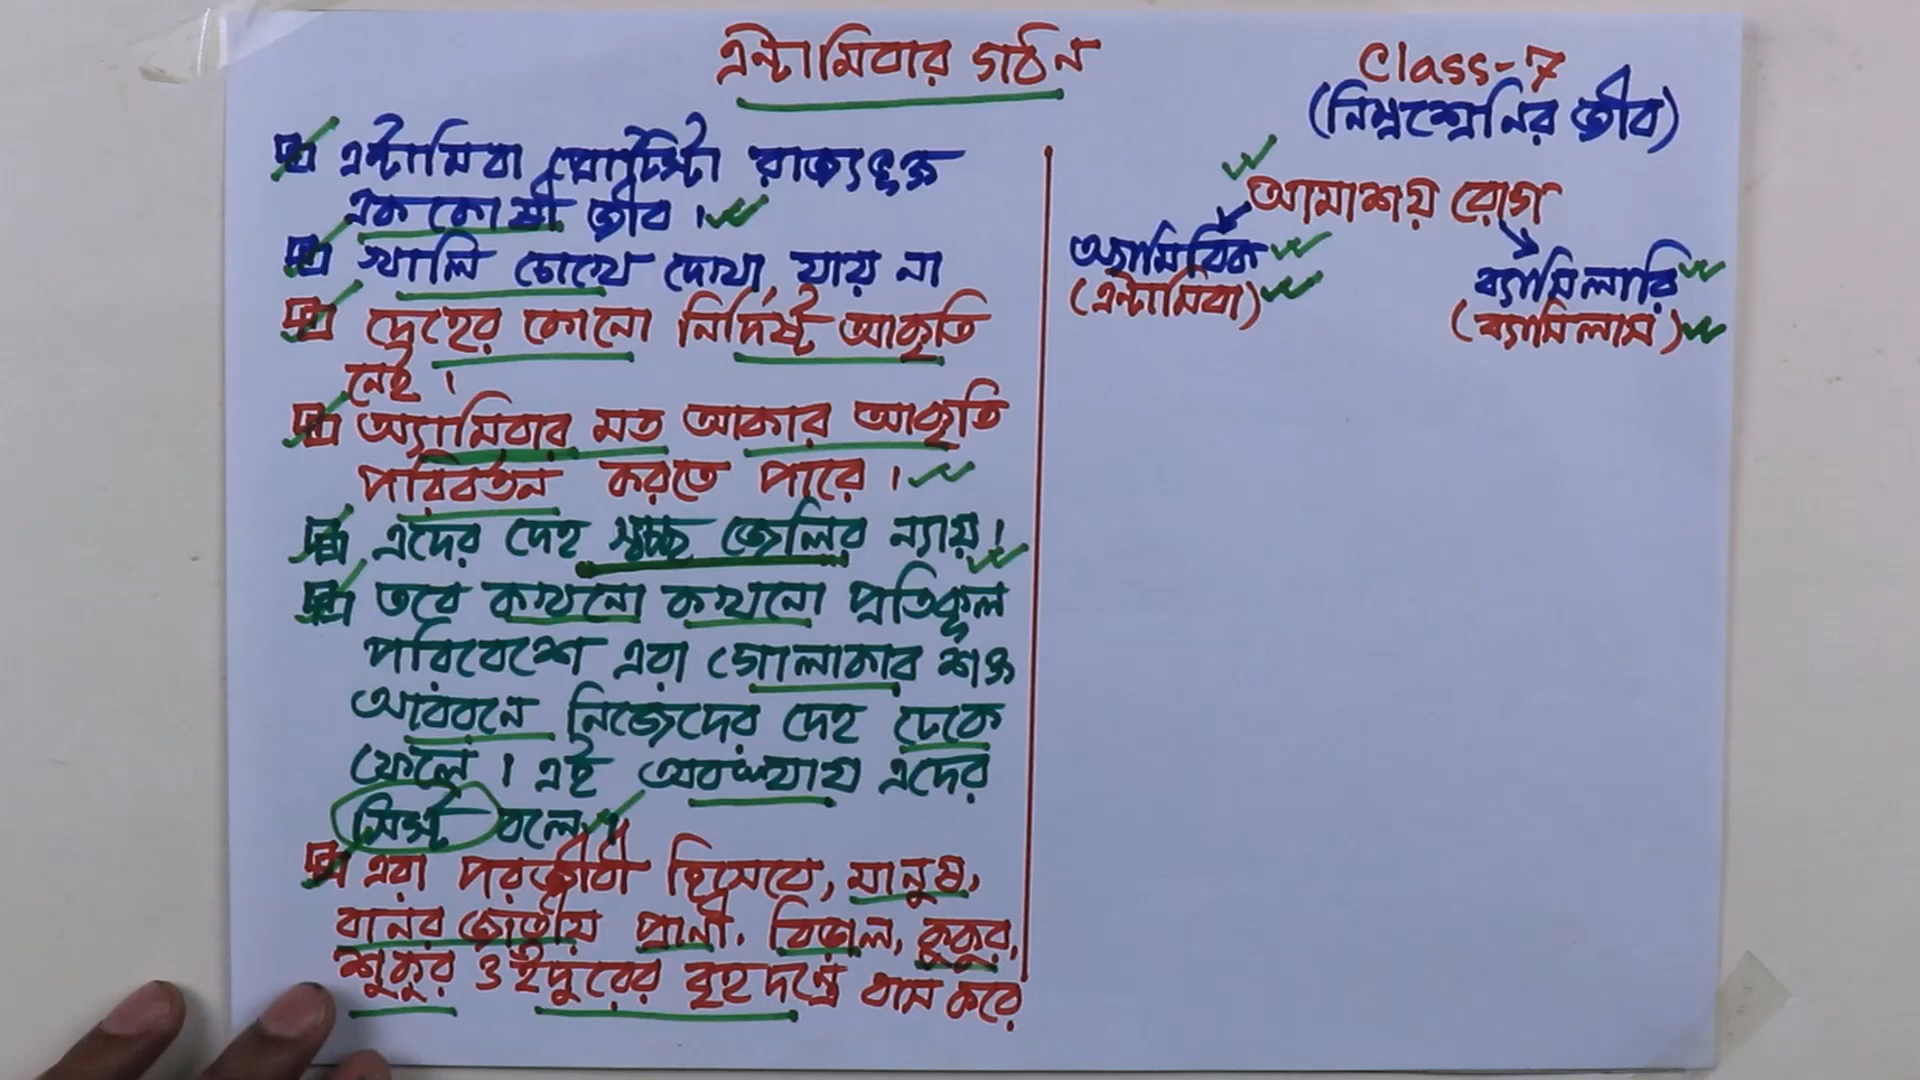 এন্টামিবার গঠন
Class-7
(নিম্নশ্রেনির জীব)
এন্টামিবা প্রোটিস্টা রাজ্যভুক্ত
এককোষী জীব।
খালি চোখে দেখা যায় না
দেহের কোনো নির্দিষ্ট আকৃতি
নেই।
অ্যামিবার মত আকার আকৃতি
পরিবর্তন করতে পারে।
এদের দেহ স্বচ্ছ জেলির ন্যায়।
তবে কখনো কখনো প্রতিকূল
পরিবেশে এরা গোলাকার শক্ত
আবরনে নিজেদের দেহ ঢেকে
ফেলে। এই অবস্থায় এদের
সিস্ট বলে।
এরা পরজীবী হিসেবে, মানুষ,
বানর জাতীয় প্রানী, বিড়াল, কুকুর,
শুকুর ও ইদুরের বৃহদন্ত্রে বাস করে
আমাশয় রোগ
অ্যামিবিক
(এন্টামিবা)
ব্যাসিলারি
(ব্যাসিলাস)